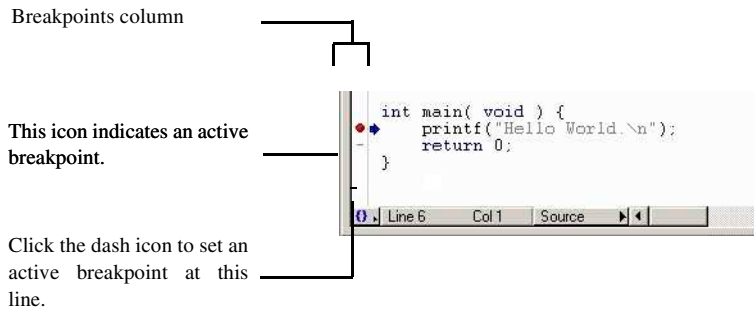 Breakpoints column
This icon indicates an active
breakpoint.
Click the dash icon to set an
active breakpoint at this
line.
int main( void ) {
printf("Hello World.\n");
return 0;
}
{} Line 6 Col 1 Source